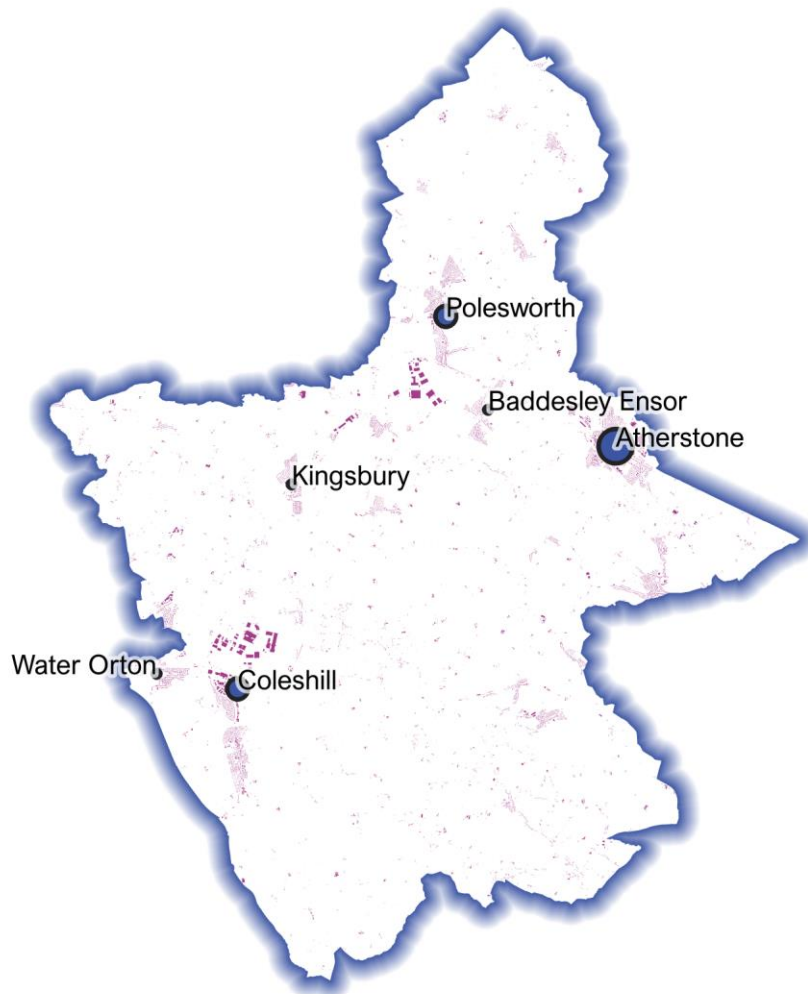 Polesworth
Baddesley Ensor
Atherstone
Kingsbury
Water Orton
Coleshill